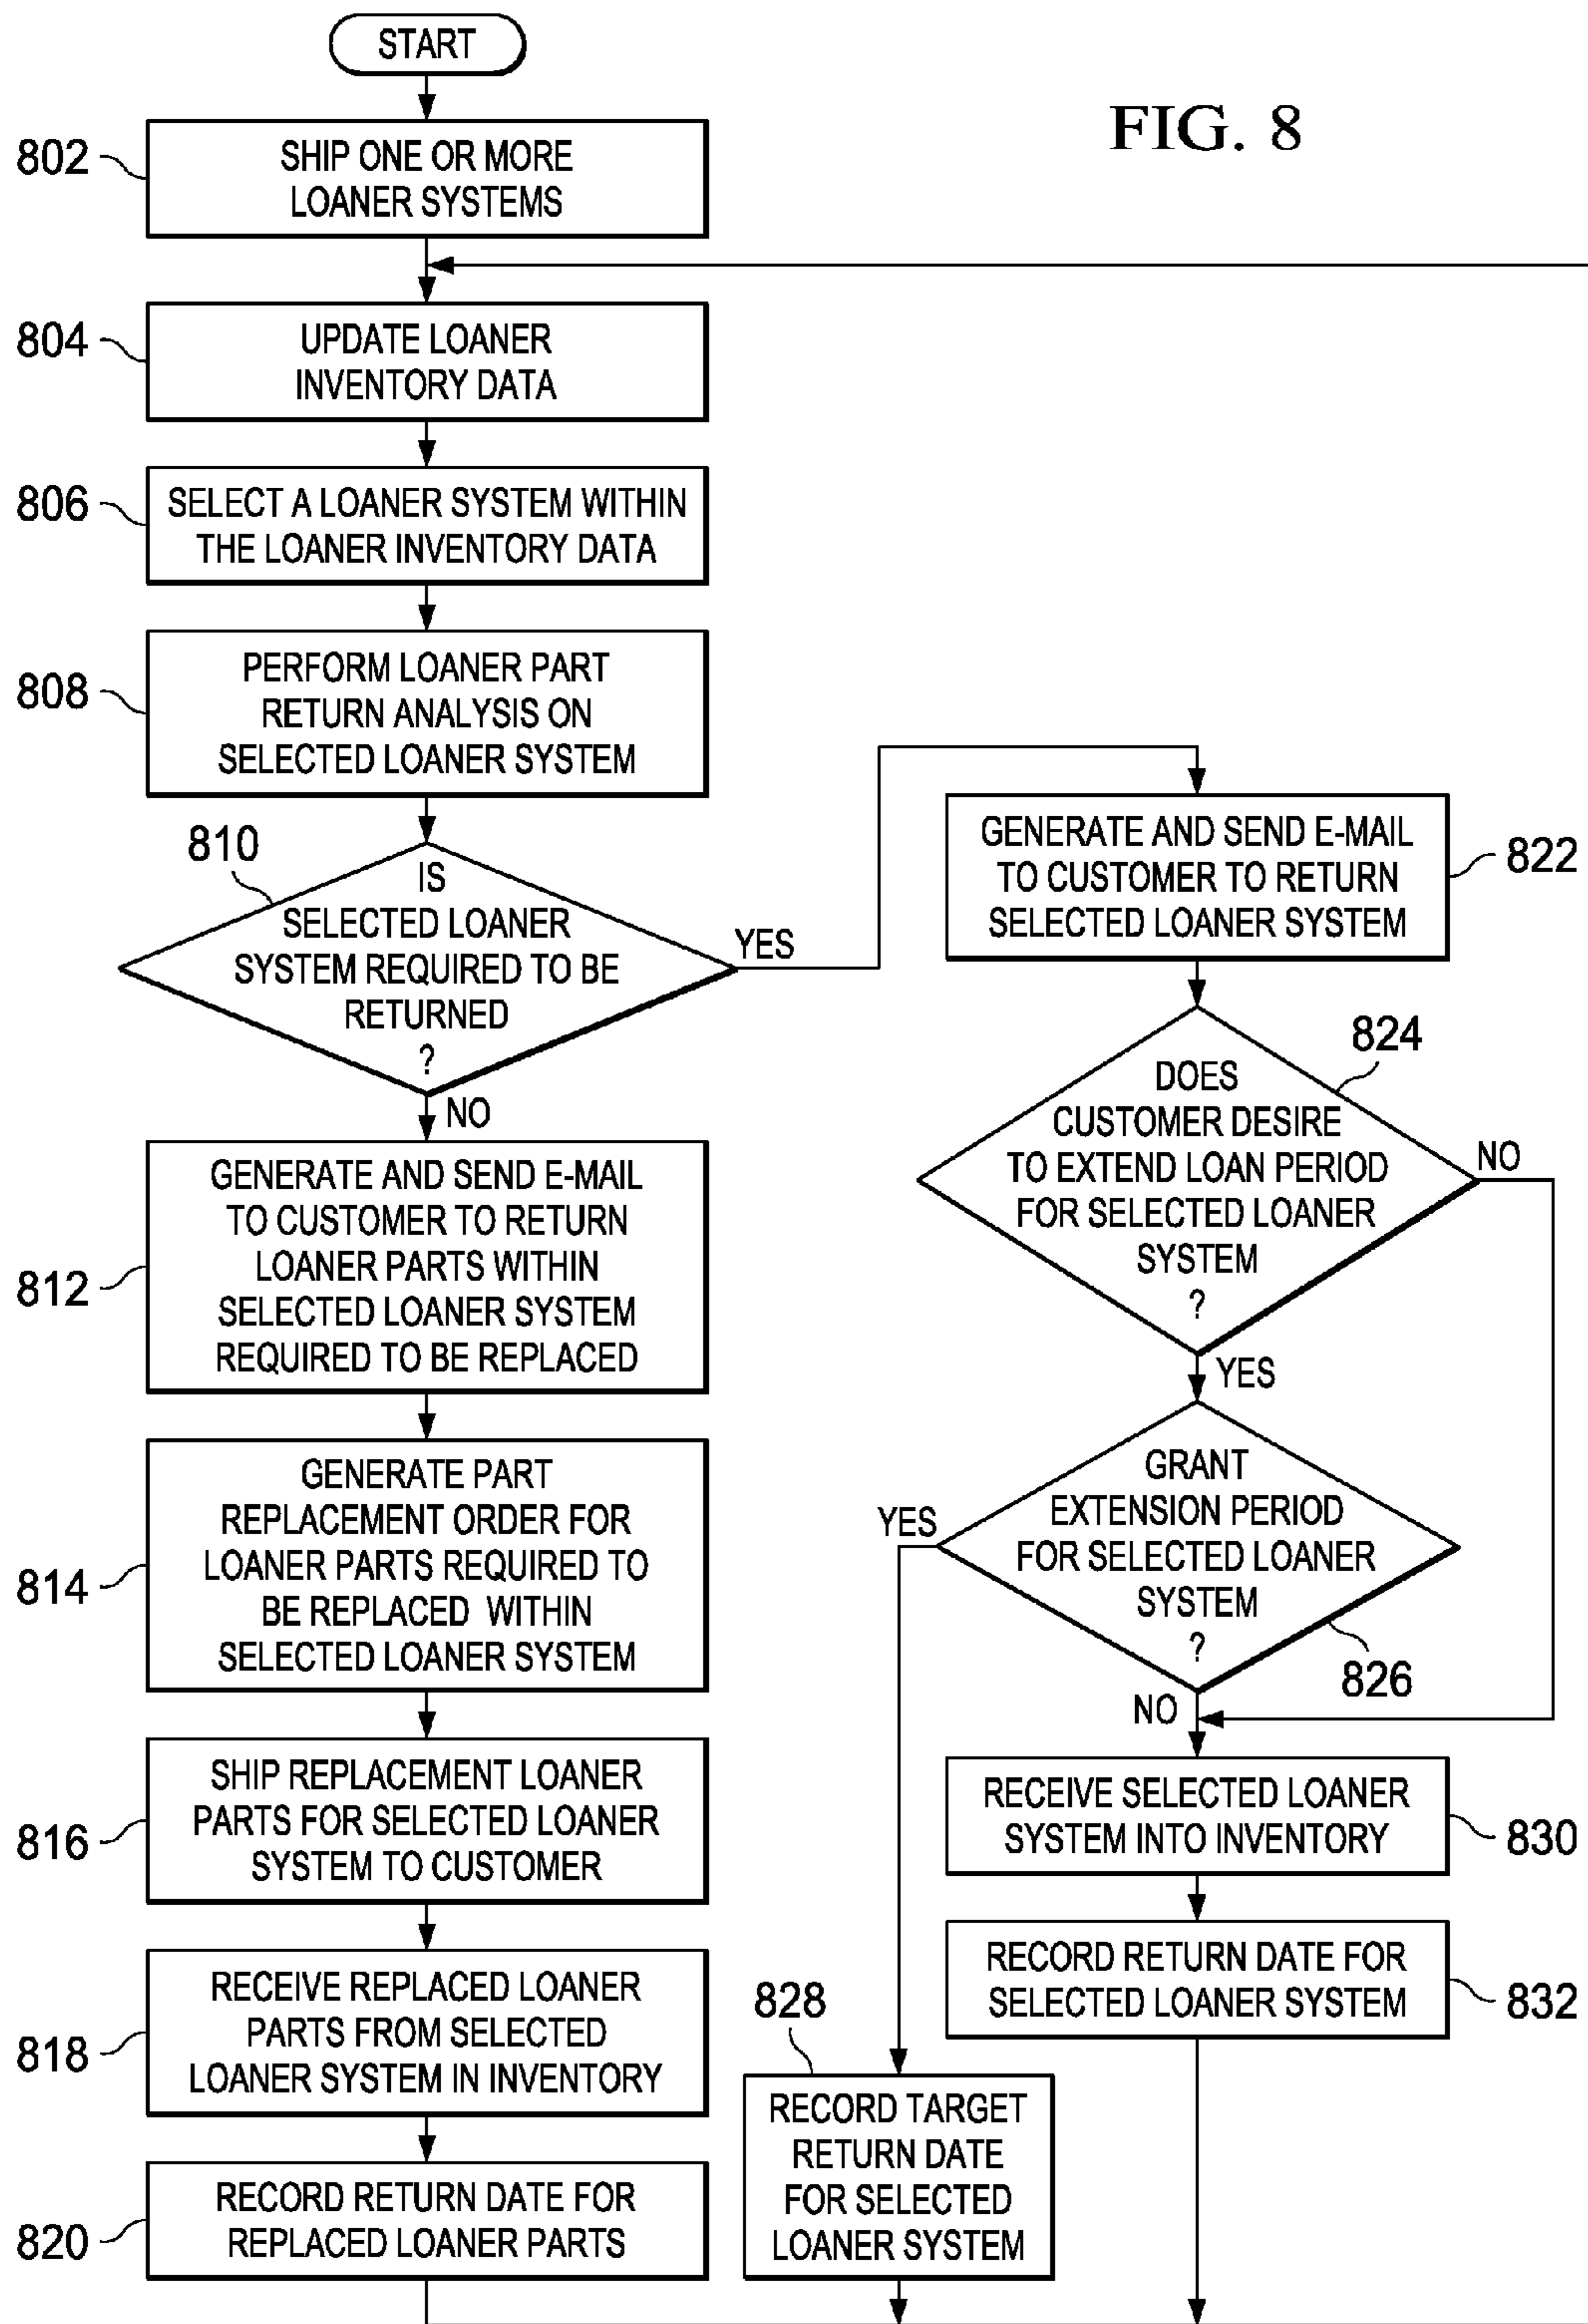 START
FIG. 8
802
SHIP ONE OR MORE
LOANER SYSTEMS
804
UPDATE LOANER
INVENTORY DATA
806
SELECT A LOANER SYSTEM WITHIN
THE LOANER INVENTORY DATA
808
PERFORM LOANER PART
RETURN ANALYSIS ON
SELECTED LOANER SYSTEM
810
IS
SELECTED LOANER
SYSTEM REQUIRED TO BE
RETURNED
?
YES
NO
812
GENERATE AND SEND E-MAIL
TO CUSTOMER TO RETURN
LOANER PARTS WITHIN
SELECTED LOANER SYSTEM
REQUIRED TO BE REPLACED
814
GENERATE PART
REPLACEMENT ORDER FOR
LOANER PARTS REQUIRED TO
BE REPLACED WITHIN
SELECTED LOANER SYSTEM
816
SHIP REPLACEMENT LOANER
PARTS FOR SELECTED LOANER
SYSTEM TO CUSTOMER
818
RECEIVE REPLACED LOANER
PARTS FROM SELECTED
LOANER SYSTEM IN INVENTORY
820
RECORD RETURN DATE FOR
REPLACED LOANER PARTS
GENERATE AND SEND E-MAIL
TO CUSTOMER TO RETURN
SELECTED LOANER SYSTEM
822
824
DOES
CUSTOMER DESIRE
TO EXTEND LOAN PERIOD
FOR SELECTED LOANER
SYSTEM
?
NO
YES
GRANT
EXTENSION PERIOD
FOR SELECTED LOANER
SYSTEM
?
YES
826
NO
828
RECORD TARGET
RETURN DATE
FOR SELECTED
LOANER SYSTEM
RECEIVE SELECTED LOANER
SYSTEM INTO INVENTORY
830
RECORD RETURN DATE FOR
SELECTED LOANER SYSTEM
832